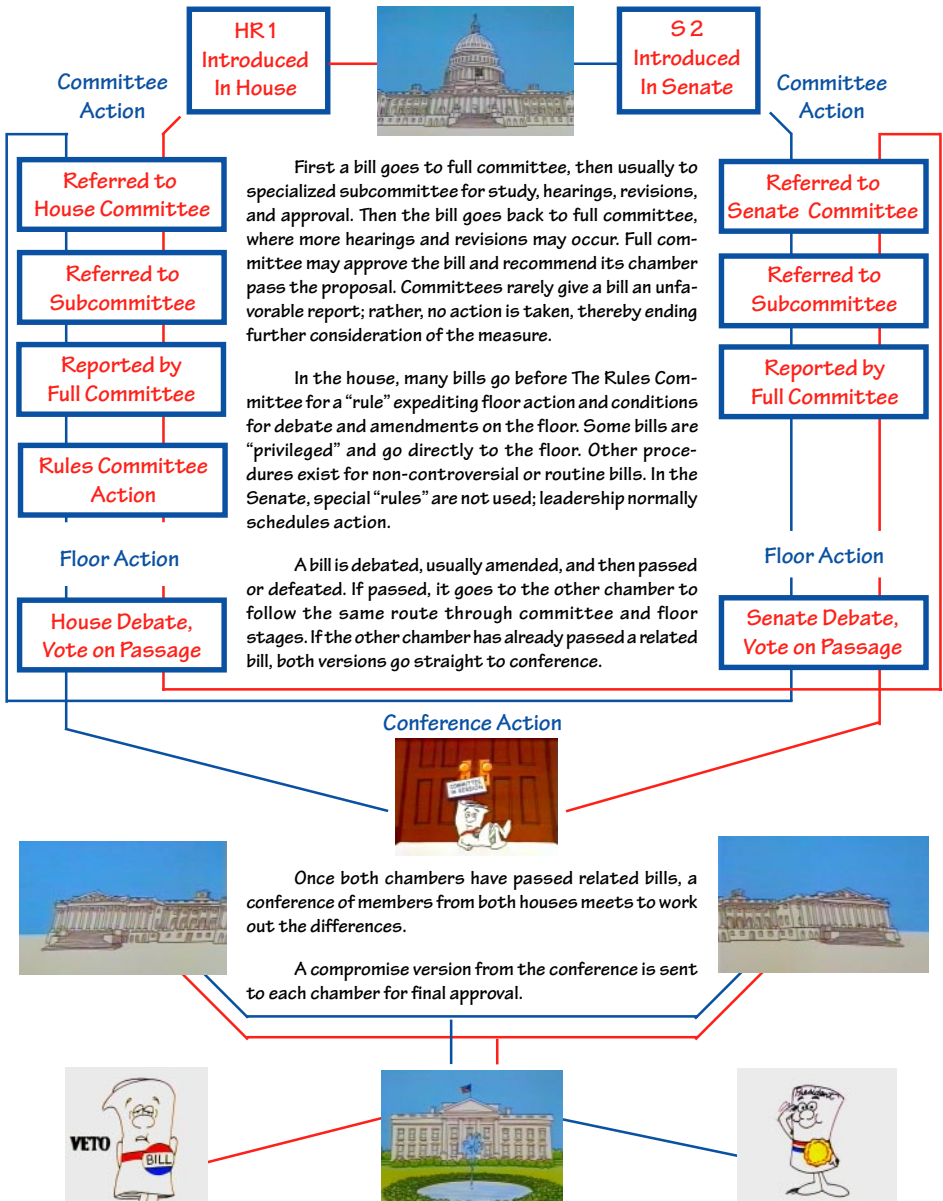 HR 1
Introduced
In House
S 2
Introduced
In Senate
Committee
Action
Committee
Action
Referred to
House Committee
Referred to
Subcommittee
Reported by
Full Committee
Rules Committee
Action
Floor Action
House Debate,
Vote on Passage
First a bill goes to full committee, then usually to
specialized subcommittee for study, hearings, revisions,
and approval. Then the bill goes back to full committee,
where more hearings and revisions may occur. Full com-
mittee may approve the bill and recommend its chamber
pass the proposal. Committees rarely give a bill an unfa-
vorable report; rather, no action is taken, thereby ending
further consideration of the measure.
In the house, many bills go before The Rules Com-
mittee for a “rule” expediting floor action and conditions
for debate and amendments on the floor. Some bills are
“privileged” and go directly to the floor. Other proce-
dures exist for non-controversial or routine bills. In the
Senate, special “rules” are not used; leadership normally
schedules action.
A bill is debated, usually amended, and then passed
or defeated. If passed, it goes to the other chamber to
follow the same route through committee and floor
stages. If the other chamber has already passed a related
bill, both versions go straight to conference.
Referred to
Senate Committee
Referred to
Subcommittee
Reported by
Full Committee
Floor Action
Senate Debate,
Vote on Passage
Conference Action
COMMITTEE
IN SESSION
Once both chambers have passed related bills, a
conference of members from both houses meets to work
out the differences.
A compromise version from the conference is sent
to each chamber for final approval.
VETO
BILL
President